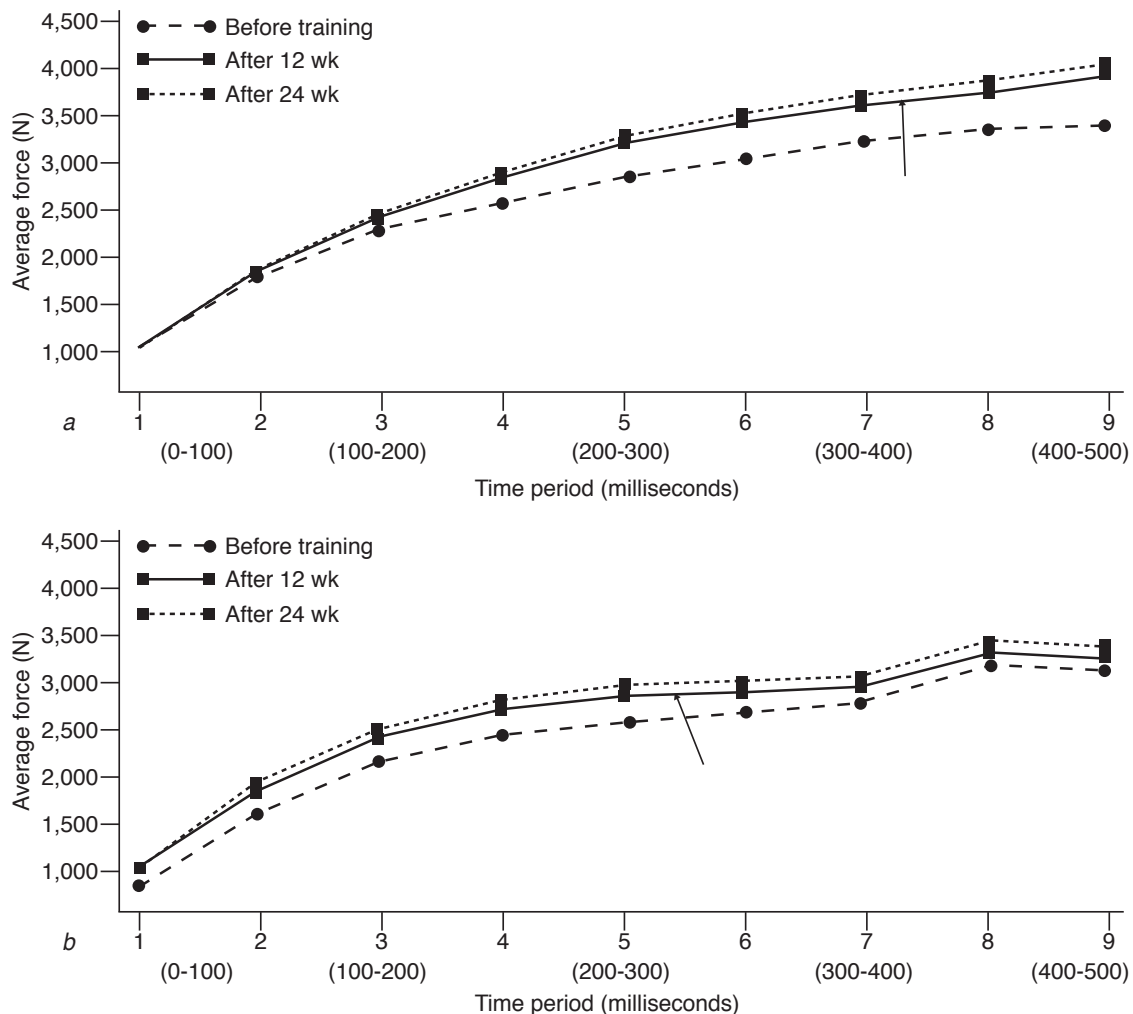 4,500
Before training
4,000
After 12 wk
After 24 wk
3,500
3,000
2,500
2,000
1,500
1,000
Average force (N)
a
1 2 3 4 5 6 7 8 9
(0-100) (100-200) (200-300) (300-400) (400-500)
Time period (milliseconds)
4,500
Before training
4,000
After 12 wk
After 24 wk
3,500
3,000
2,500
2,000
1,500
1,000
Average force (N)
b
1 2 3 4 5 6 7 8 9
(0-100) (100-200) (200-300) (300-400) (400-500)
Time period (milliseconds)